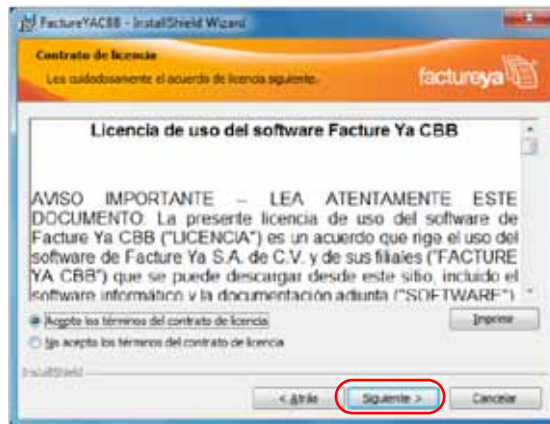 FactureYACBB - InstallShield Wizard
Contrato de licencia
Lea cuidadosamente el acuerdo de licencia siguiente.
factureya
Licencia de uso del software Facture Ya CBB
AVISO IMPORTANTE – LEA ATENTAMENTE ESTE
DOCUMENTO: La presente licencia de uso del software de
Facture Ya CBB ("LICENCIA") es un acuerdo que rige el uso del
software de Facture Ya S.A. de C.V. y de sus filiales ("FACTURE
YA CBB") que se puede descargar desde este sitio, incluido el
software informático y la documentación adjunta ("SOFTWARE")
Acepto los términos del contrato de licencia
Imprimir
No acepto los términos del contrato de licencia
InstallShield
< Atrás
Siguiente >
Cancelar